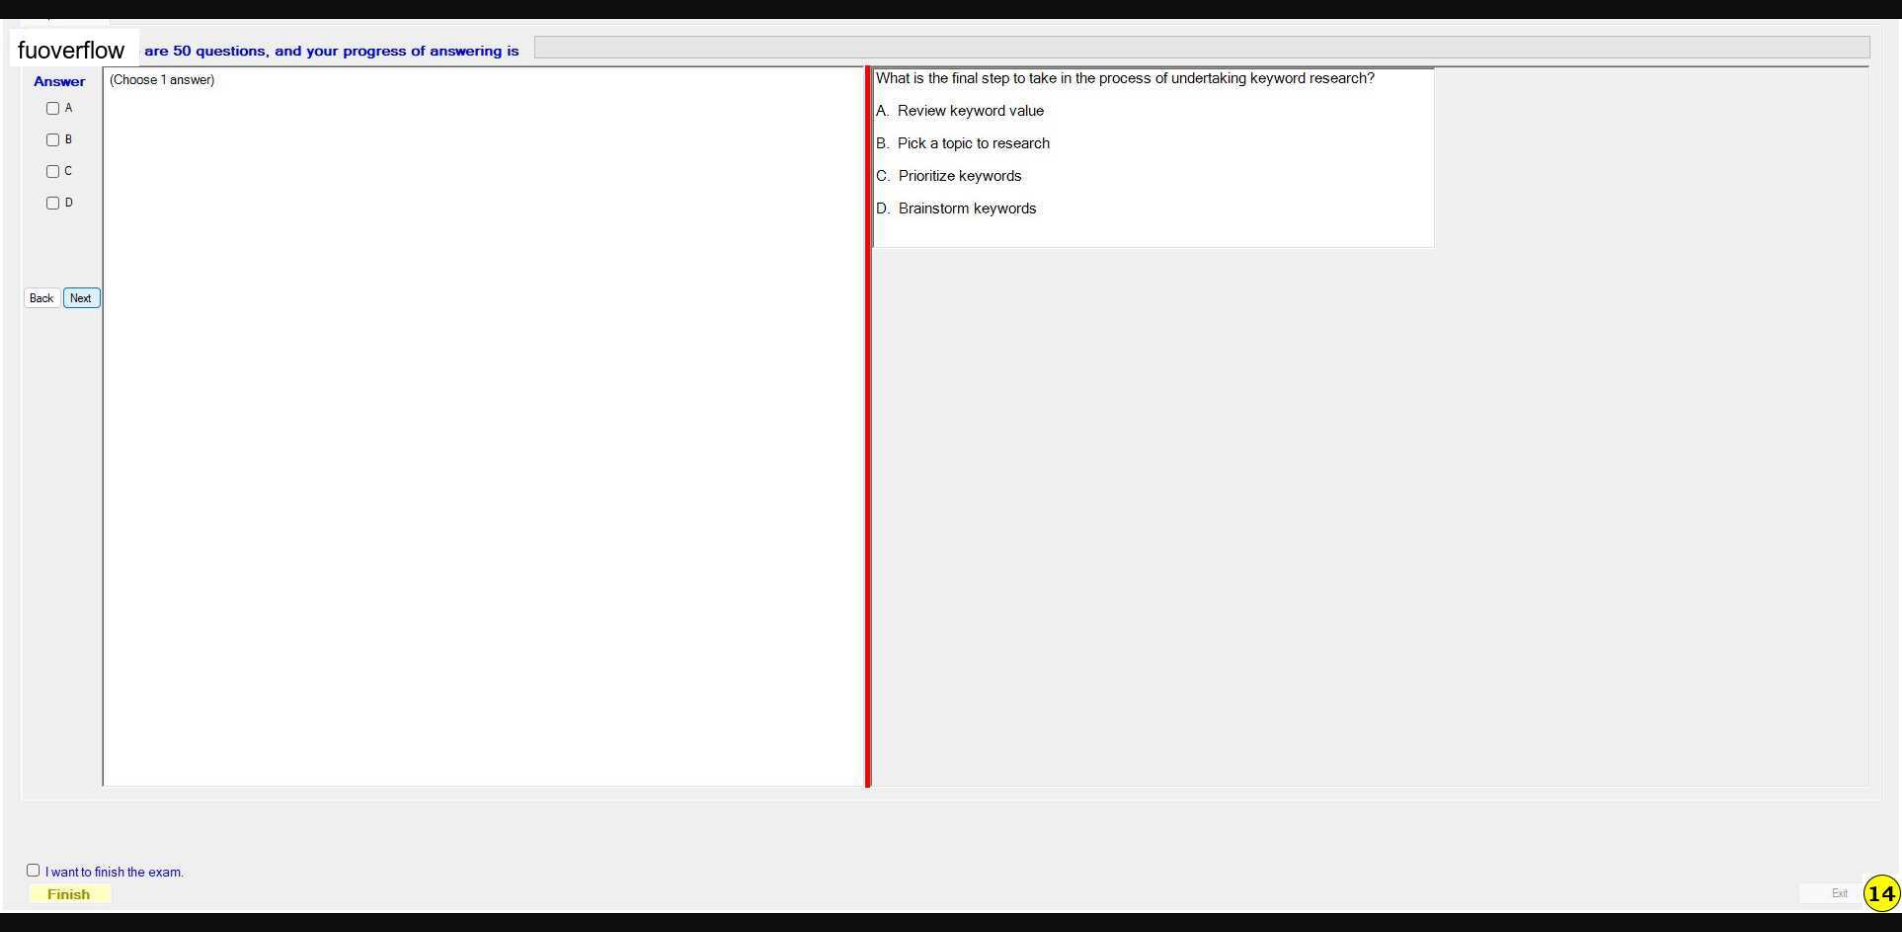 fuoverflow are 50 questions, and your progress of answering is
Answer
(Choose 1 answer)
A
B
C
D
Back Next
What is the final step to take in the process of undertaking keyword research?
A. Review keyword value
B. Pick a topic to research
C. Prioritize keywords
D. Brainstorm keywords
I want to finish the exam.
Finish
Exit
14